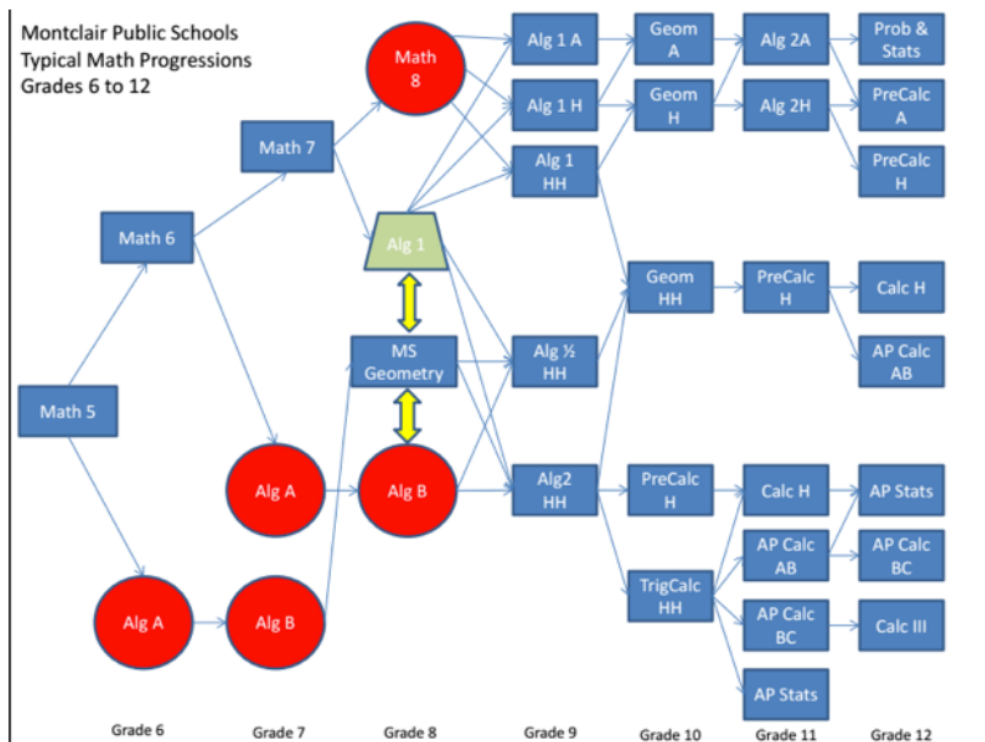 Montclair Public Schools
Typical Math Progressions
Grades 6 to 12
Math 5
Math 6
Alg A
Math 7
Alg A
Alg B
Math
8
Alg 1
MS
Geometry
Alg B
Alg 1 A
Alg 1 H
Alg 1
HH
Alg ½
HH
Alg2
HH
Geom
A
Geom
H
Geom
HH
PreCalc
H
TrigCalc
HH
Alg 2A
Alg 2H
PreCalc
H
Calc H
AP Calc
AB
AP Calc
BC
AP Stats
Prob &
Stats
PreCalc
A
PreCalc
H
Calc H
AP Calc
AB
AP Stats
AP Calc
BC
Calc III
Grade 6
Grade 7
Grade 8
Grade 9
Grade 10
Grade 11
Grade 12